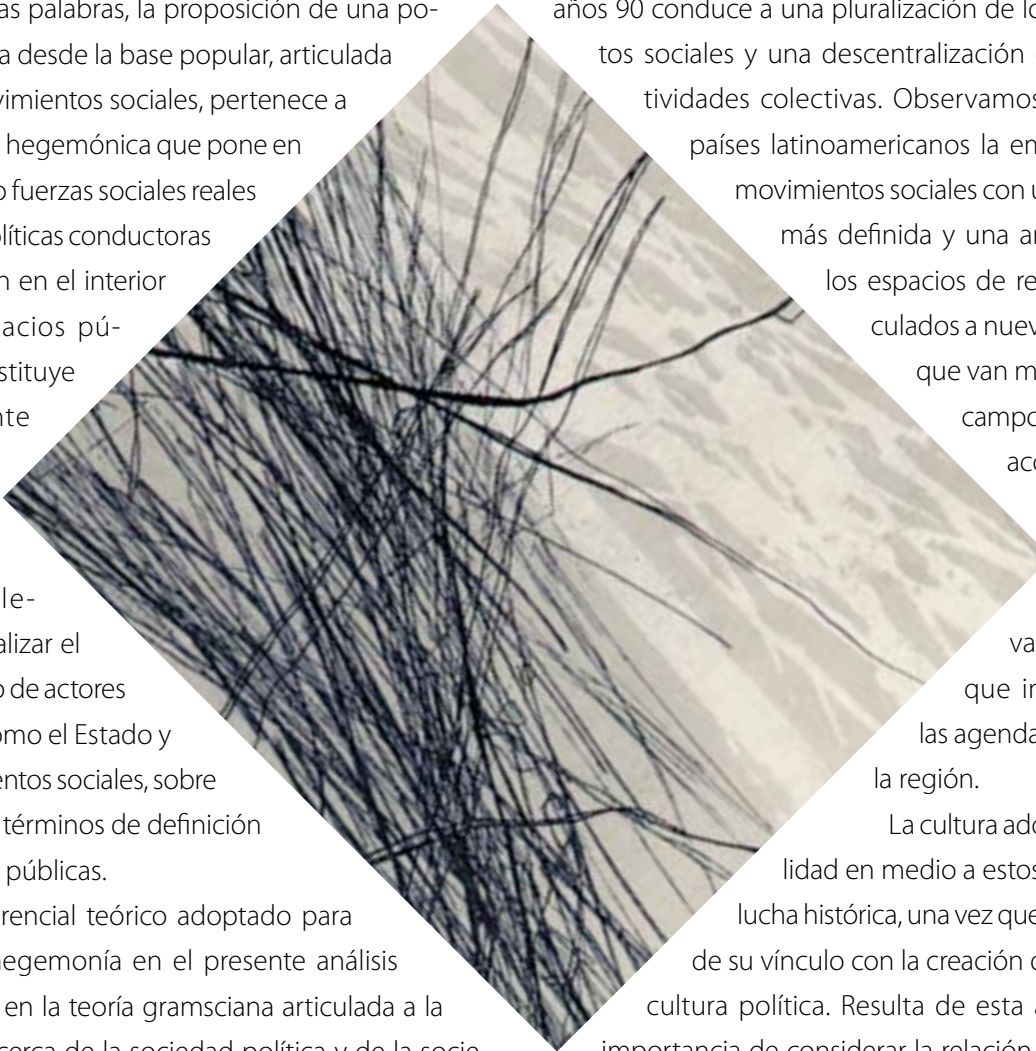 as palabras, la proposición de una po-
a desde la base popular, articulada
vimientos sociales, pertenece a
hegemónica que pone en
o fuerzas sociales reales
olíticas conductoras
n en el interior
acios pú-
stituye
nte
le-
alizar el
o de actores
omo el Estado y
entos sociales, sobre
términos de definición
públicas.
rencial teórico adoptado para
hegemonía en el presente análisis
en la teoría gramsciana articulada a la
cerca de la sociedad política y de la socie-
años 90 conduce a una pluralización de lo
tos sociales y una descentralización
tividades colectivas. Observamos
países latinoamericanos la em
movimientos sociales con u
más definida y una ar
los espacios de re
culados a nuev
que van m
campo
acc
va
que in
las agenda
la región.
La cultura ado
lidad en medio a estos
lucha histórica, una vez que
de su vínculo con la creación d
cultura política. Resulta de esta
importancia de considerar la relación